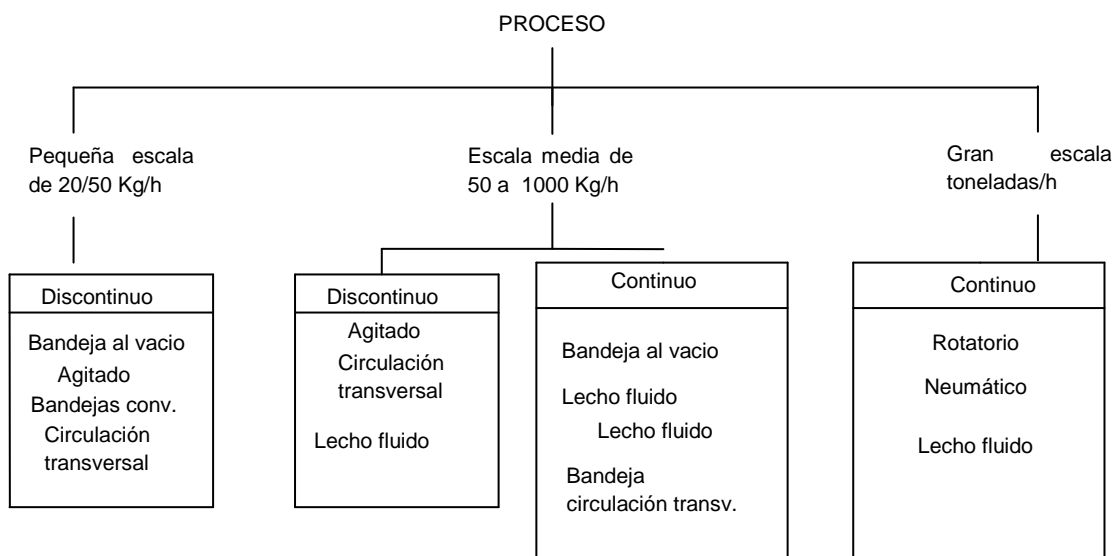 PROCESO
Pequeña escala
de 20/50 Kg/h
Escala media de
50 a 1000 Kg/h
Gran escala
toneladas/h
Discontinuo
Bandeja al vacio
Agitado
Bandejas conv.
Circulación
transversal
Discontinuo
Agitado
Circulación
transversal
Lecho fluido
Continuo
Bandeja al vacio
Lecho fluido
Lecho fluido
Bandeja
circulación transv.
Continuo
Rotatorio
Neumático
Lecho fluido